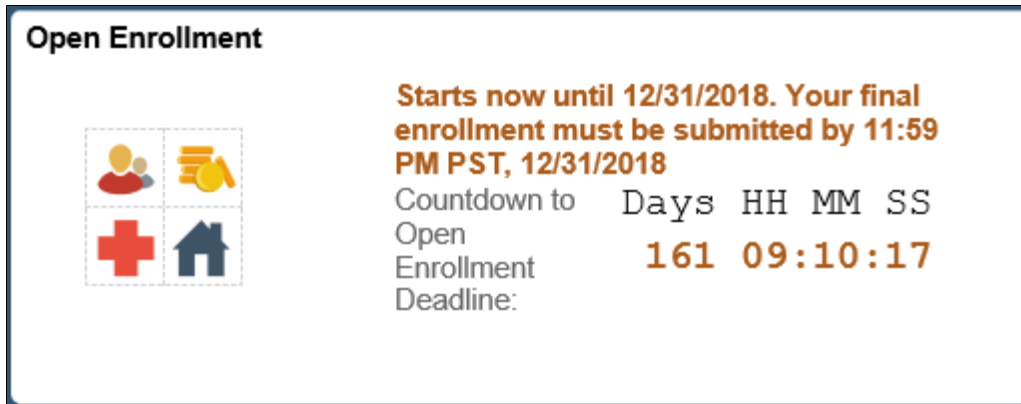 Open Enrollment
Starts now until 12/31/2018. Your final
enrollment must be submitted by 11:59
PM PST, 12/31/2018
Countdown to
Open
Enrollment
Deadline:
Days HH MM SS
161 09:10:17